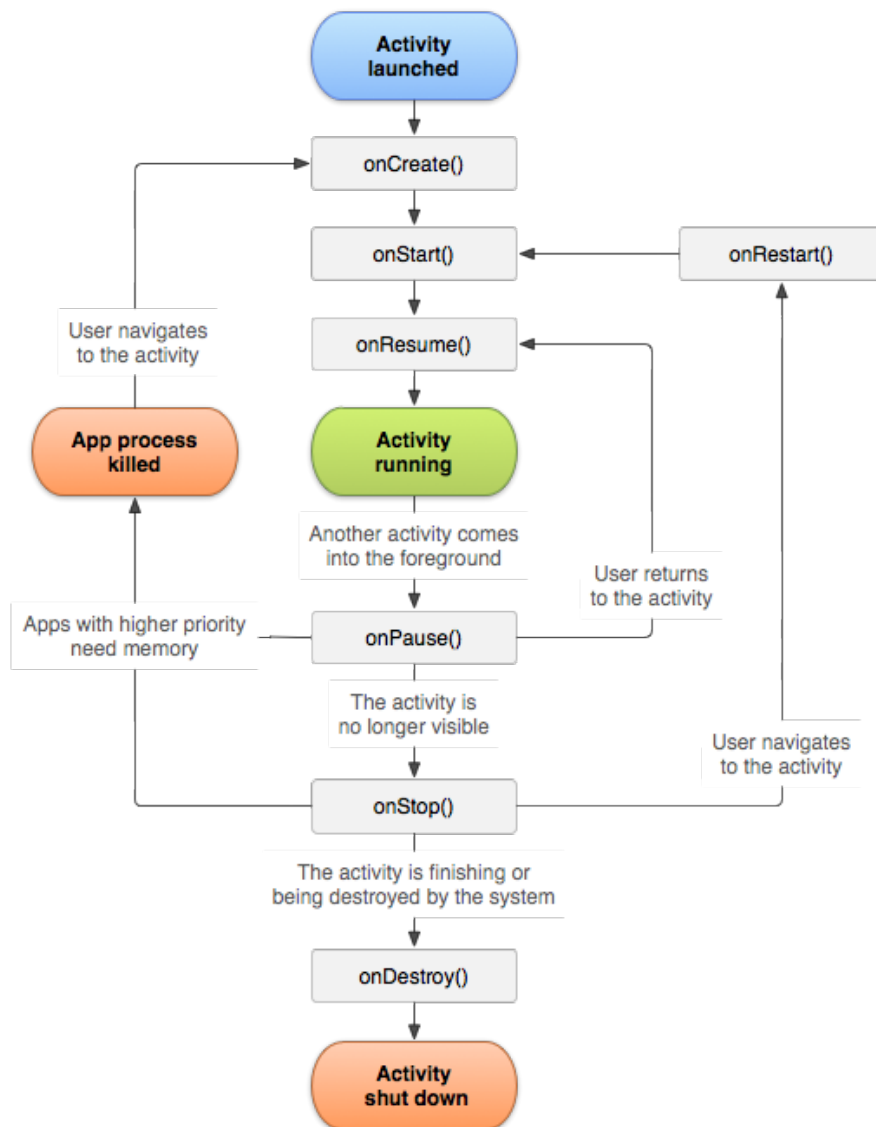 Activity
launched
onCreate()
onStart()
onRestart()
onResume()
User navigates
to the activity
App process
killed
Activity
running
Another activity comes
into the foreground
User returns
to the activity
Apps with higher priority
need memory
onPause()
The activity is
no longer visible
User navigates
to the activity
onStop()
The activity is finishing or
being destroyed by the system
onDestroy()
Activity
shut down